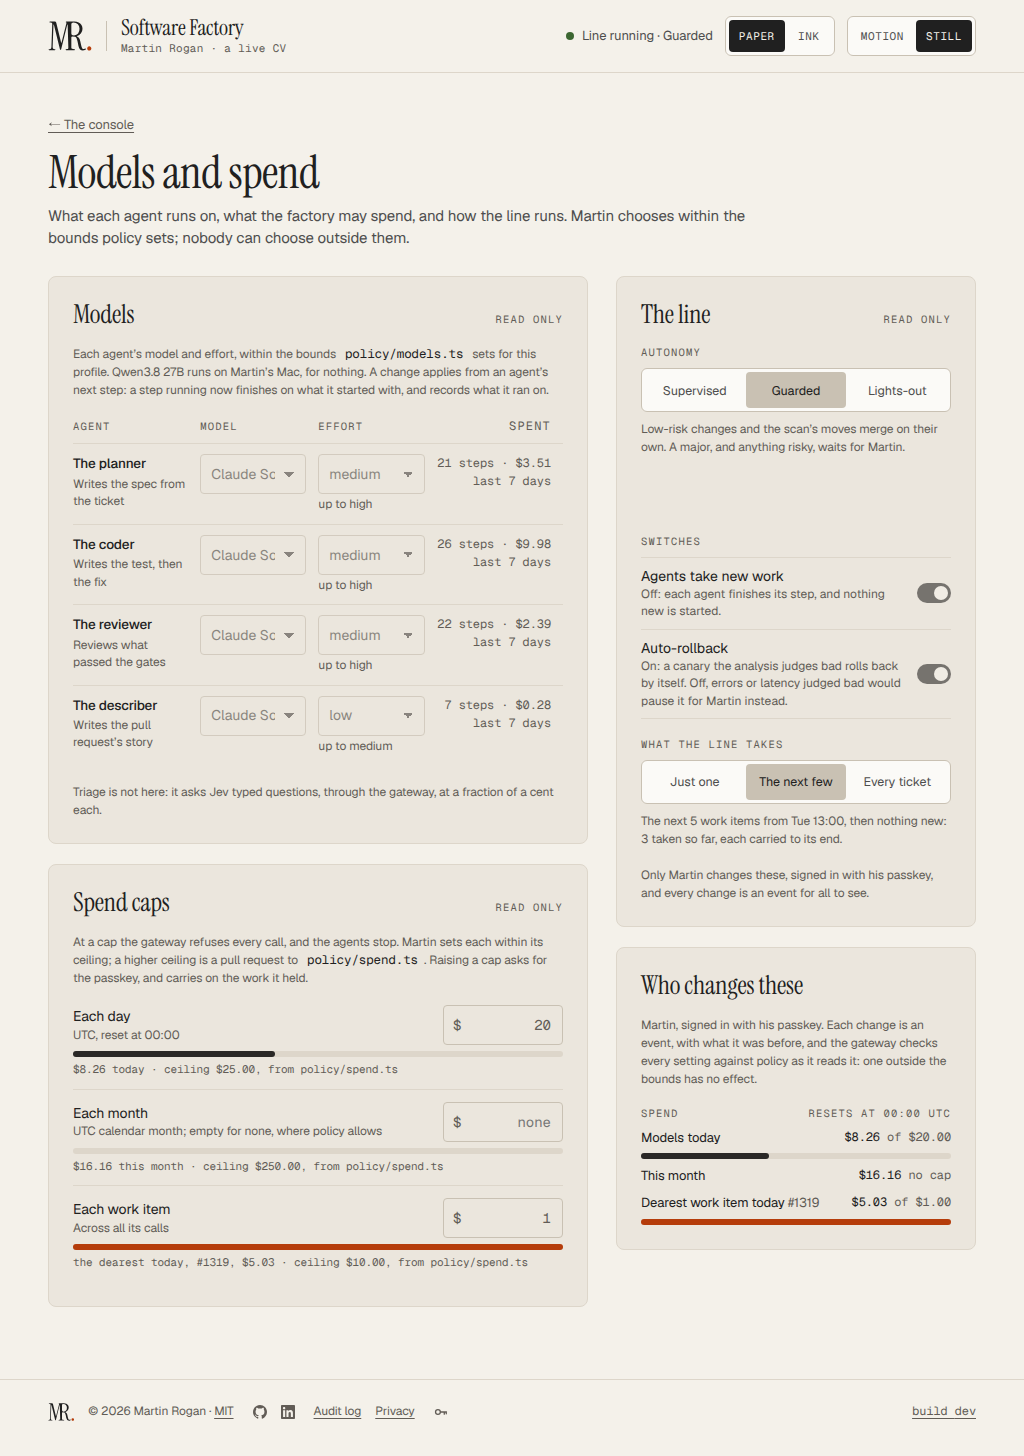 MR.
Software Factory
Martin Rogan · a live CV
Line running · Guarded
PAPER INK
MOTION STILL
← The console
Models and spend
What each agent runs on, what the factory may spend, and how the line runs. Martin chooses within the
bounds policy sets; nobody can choose outside them.
Models
READ ONLY
Each agent's model and effort, within the bounds policy/models.ts sets for this
profile. Qwen3.8 27B runs on Martin's Mac, for nothing. A change applies from an agent's
next step: a step running now finishes on what it started with, and records what it ran on.
AGENT MODEL EFFORT SPENT
The planner
Writes the spec from
the ticket
Claude Sc
medium
up to high
21 steps · $3.51
last 7 days
The coder
Writes the test, then
the fix
Claude Sc
medium
up to high
26 steps · $9.98
last 7 days
The reviewer
Reviews what
passed the gates
Claude Sc
medium
up to high
22 steps · $2.39
last 7 days
The describer
Writes the pull
request's story
Claude Sc
low
up to medium
7 steps · $0.28
last 7 days
Triage is not here: it asks Jev typed questions, through the gateway, at a fraction of a cent
each.
Spend caps
READ ONLY
At a cap the gateway refuses every call, and the agents stop. Martin sets each within its
ceiling; a higher ceiling is a pull request to policy/spend.ts . Raising a cap asks for
the passkey, and carries on the work it held.
Each day
UTC, reset at 00:00
$ 20
$8.26 today · ceiling $25.00, from policy/spend.ts
Each month
UTC calendar month; empty for none, where policy allows
$ none
$16.16 this month · ceiling $250.00, from policy/spend.ts
Each work item
Across all its calls
$ 1
the dearest today, #1319, $5.03 · ceiling $10.00, from policy/spend.ts
The line
READ ONLY
AUTONOMY
Supervised Guarded Lights-out
Low-risk changes and the scan's moves merge on their
own. A major, and anything risky, waits for Martin.
SWITCHES
Agents take new work
Off: each agent finishes its step, and nothing
new is started.
Auto-rollback
On: a canary the analysis judges bad rolls back
by itself. Off, errors or latency judged bad would
pause it for Martin instead.
WHAT THE LINE TAKES
Just one The next few Every ticket
The next 5 work items from Tue 13:00, then nothing new:
3 taken so far, each carried to its end.
Only Martin changes these, signed in with his passkey,
and every change is an event for all to see.
Who changes these
Martin, signed in with his passkey. Each change is an
event, with what it was before, and the gateway checks
every setting against policy as it reads it: one outside the
bounds has no effect.
SPEND RESETS AT 00:00 UTC
Models today $8.26 of $20.00
This month $16.16 no cap
Dearest work item today #1319 $5.03 of $1.00
MR. © 2026 Martin Rogan · MIT Audit log Privacy build dev